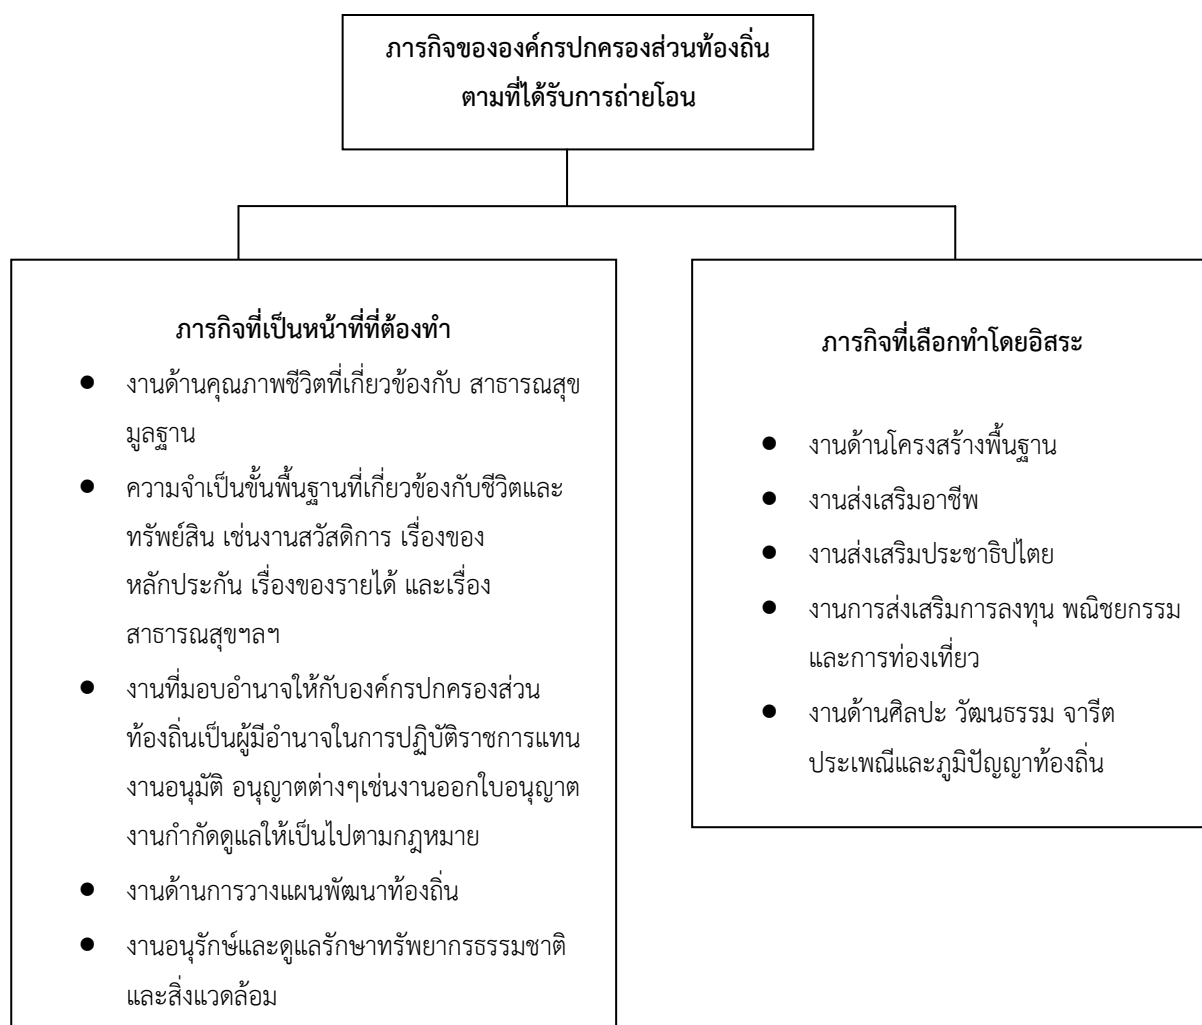 ภารกิจขององค์กรปกครองส่วนท้องถิ่น
ตามที่ได้รับการถ่ายโอน
ภารกิจที่เป็นหน้าที่ที่ต้องทำ
● งานด้านคุณภาพชีวิตที่เกี่ยวข้องกับ สาธารณสุข
มูลฐาน
● ความจำเป็นขั้นพื้นฐานที่เกี่ยวข้องกับชีวิตและ
ทรัพย์สิน เช่นงานสวัสดิการ เรื่องของ
หลักประกัน เรื่องของรายได้ และเรื่อง
สาธารณสุขฯลฯ
● งานที่มอบอำนาจให้กับองค์กรปกครองส่วน
ท้องถิ่นเป็นผู้มีอำนาจในการปฏิบัติราชการแทน
งานอนุมัติ อนุญาตต่างๆเช่นงานออกใบอนุญาต
งานกำกัดดูแลให้เป็นไปตามกฎหมาย
● งานด้านการวางแผนพัฒนาท้องถิ่น
● งานอนุรักษ์และดูแลรักษาทรัพยากรธรรมชาติ
และสิ่งแวดล้อม
ภารกิจที่เลือกทำโดยอิสระ
● งานด้านโครงสร้างพื้นฐาน
● งานส่งเสริมอาชีพ
● งานส่งเสริมประชาธิปไตย
● งานการส่งเสริมการลงทุน พณิชยกรรม
และการท่องเที่ยว
● งานด้านศิลปะ วัฒนธรรม จารีต
ประเพณีและภูมิปัญญาท้องถิ่น